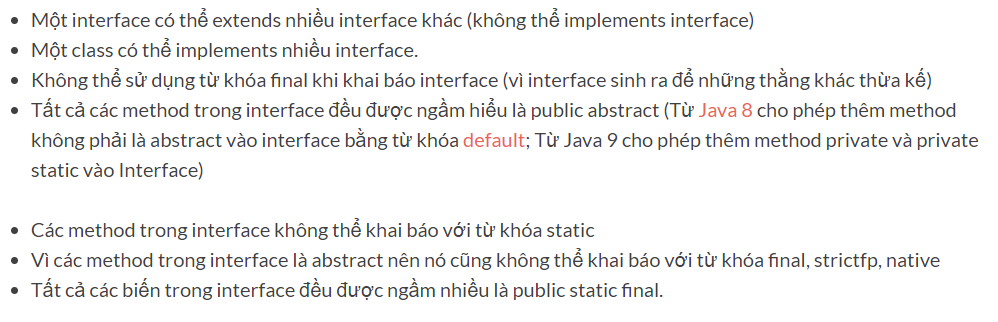 Một interface có thể extends nhiều interface khác (không thể implements interface)
Một class có thể implements nhiều interface.
Không thể sử dụng từ khóa final khi khai báo interface (vì interface sinh ra để những thằng khác thừa kế)
Tất cả các method trong interface đều được ngầm hiểu là public abstract (Từ Java 8 cho phép thêm method
không phải là abstract vào interface bằng từ khóa default; Từ Java 9 cho phép thêm method private và private
static vào Interface)
Các method trong interface không thể khai báo với từ khóa static
Vì các method trong interface là abstract nên nó cũng không thể khai báo với từ khóa final, strictfp, native
Tất cả các biến trong interface đều được ngầm nhiều là public static final.